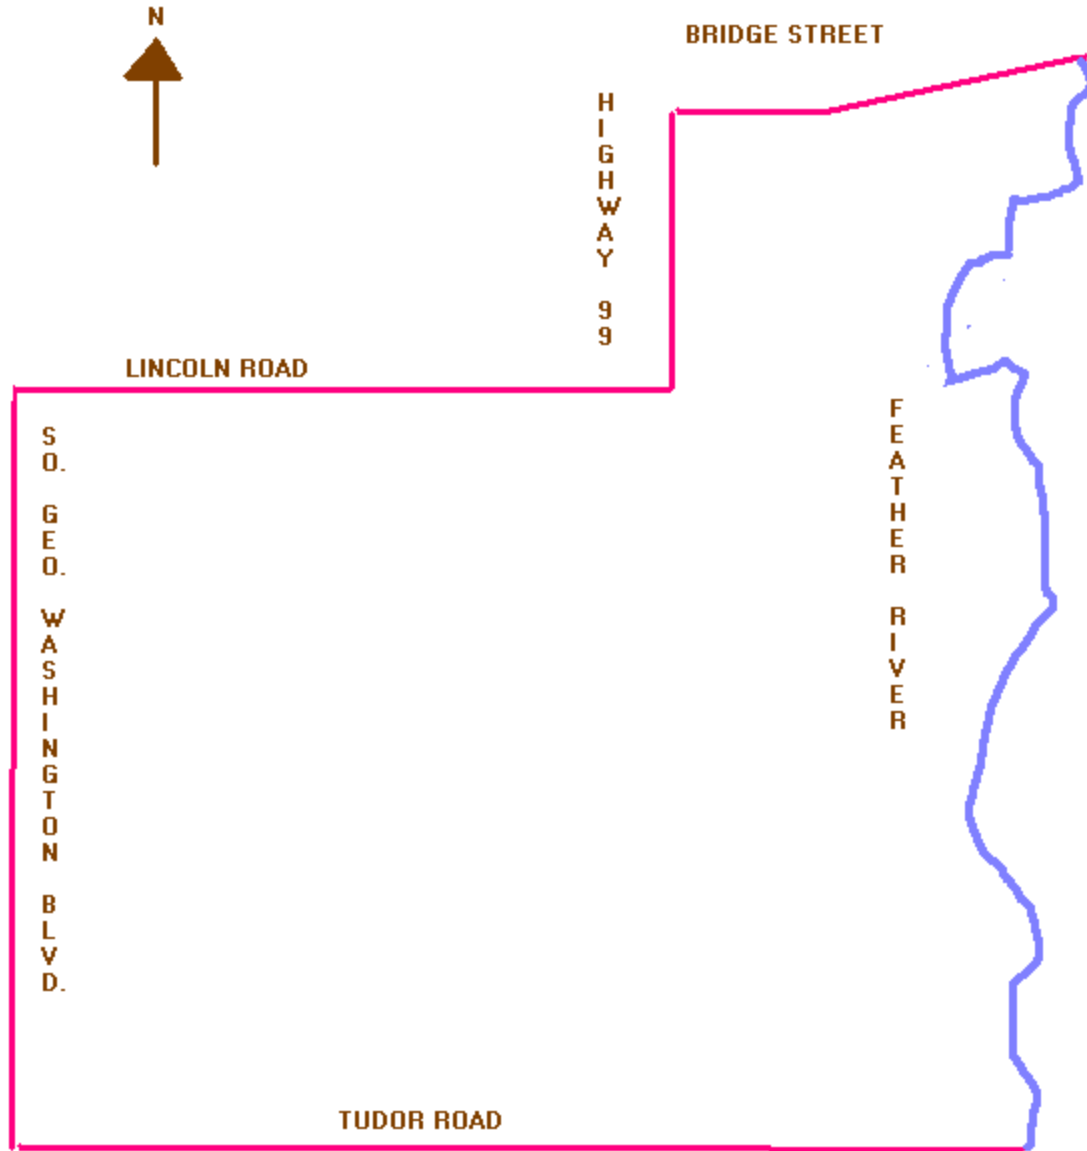 N
BRIDGE STREET
HIGHWAY 99
LINCOLN ROAD
SO. GEO. WASHINGTON BLVD.
FEATHER RIVER
TUDOR ROAD